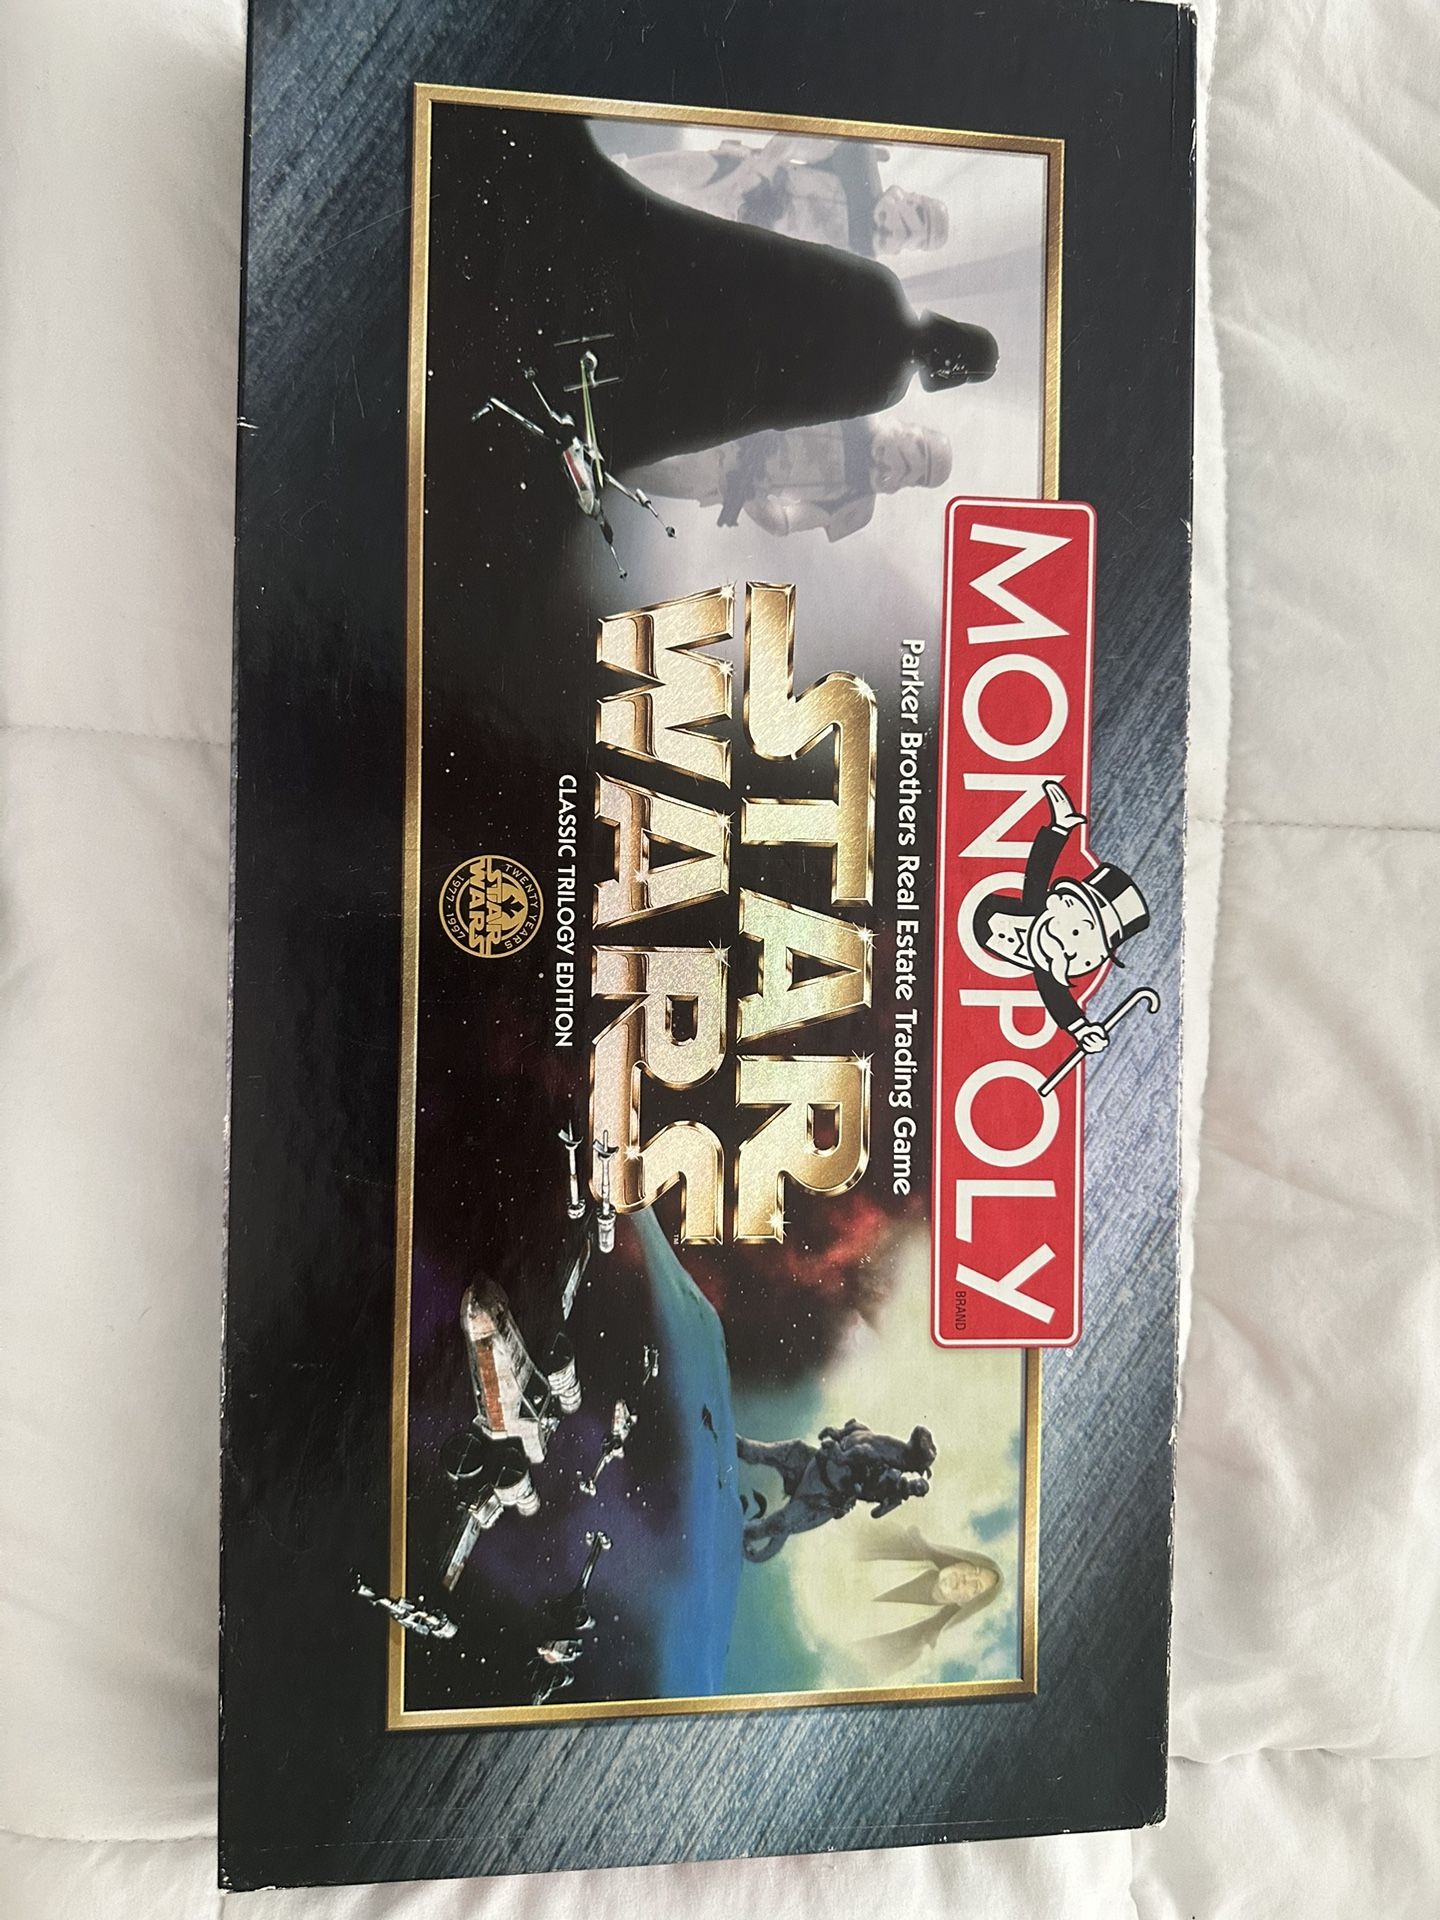 MONOPOLY
BRAND
®
Parker Brothers Real Estate Trading Game
STAR
WARS
™
CLASSIC TRILOGY EDITION
TWENTY YEARS
STAR
WARS
1977 · 1997